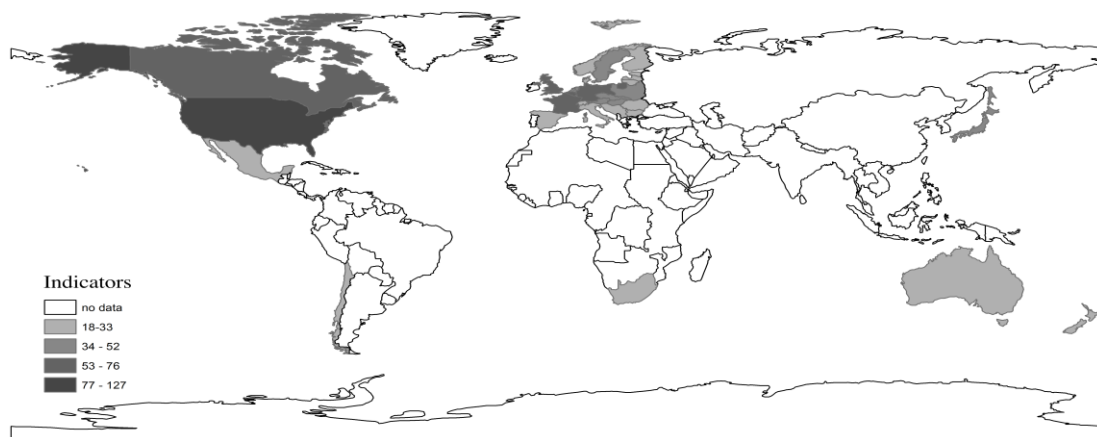 Indicators
no data
18-33
34 - 52
53 - 76
77 - 127